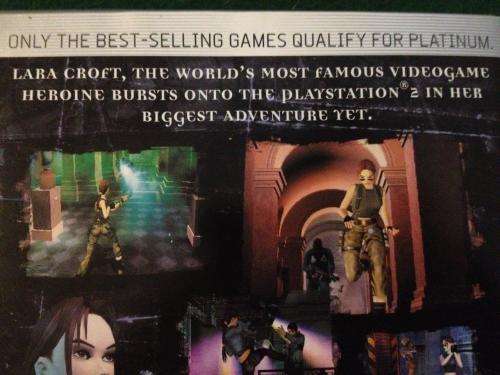 ONLY THE BEST-SELLING GAMES QUALIFY FOR PLATINUM.
LARA CROFT, THE WORLD'S MOST FAMOUS VIDEOGAME
HEROINE BURSTS ONTO THE PLAYSTATION®2 IN HER
BIGGEST ADVENTURE YET.